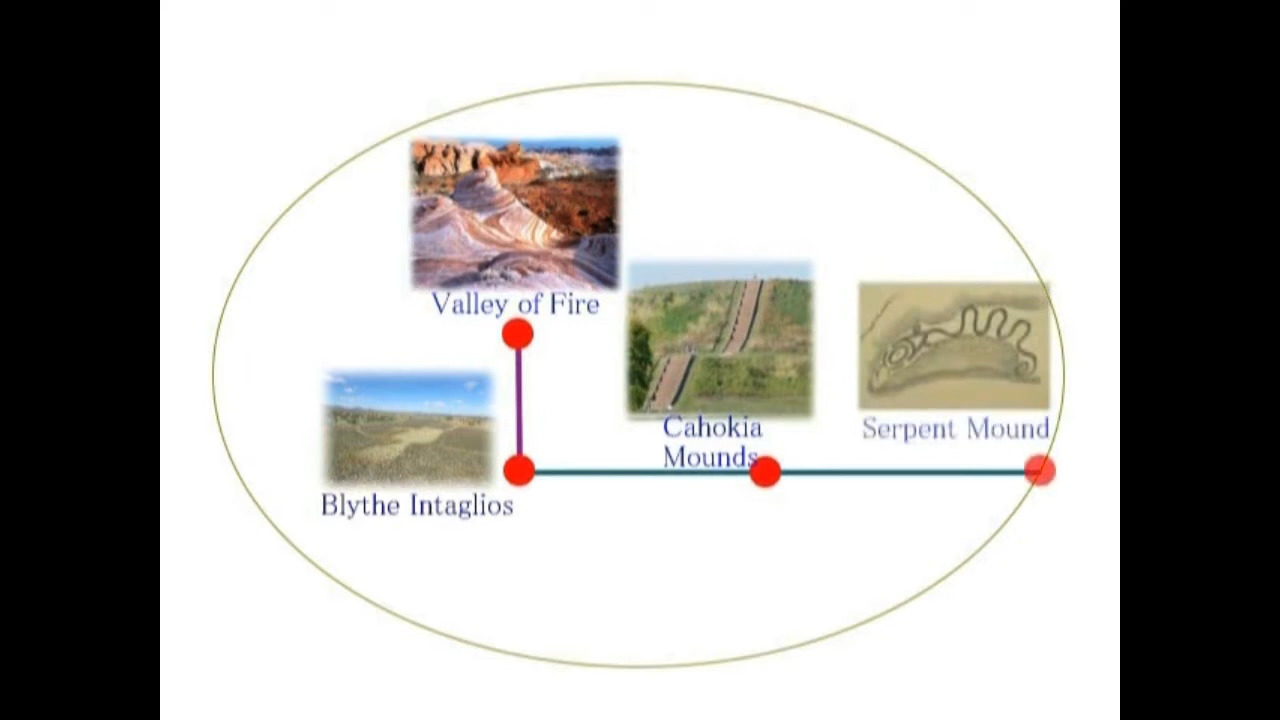 Valley of Fire
Cahokia
Mounds
Serpent Mound
Blythe Intaglios